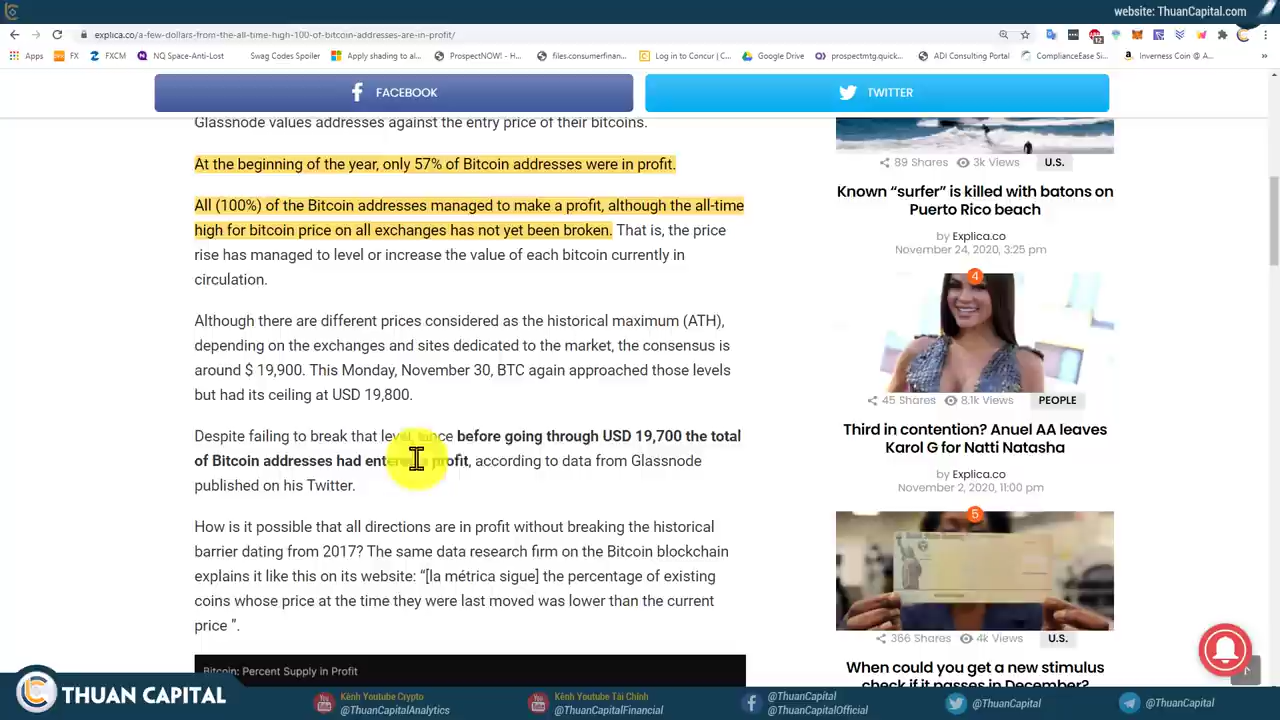 website: ThuanCapital.com
explica.co/a-few-dollars-from-the-all-time-high-100-of-bitcoin-addresses-are-in-profit/
Apps
FX
FXCM
NQ Space-Anti-Lost
Swag Codes Spoiler
Apply shading to al...
ProspectNOW! - K...
files.consumerfinan...
Log in to Concur | C...
Google Drive
prospectmtg.quick...
ADI Consulting Portal
ComplianceEase Si...
Inverness Coin @ A...
FACEBOOK
TWITTER
Glassnode values addresses against the entry price of their bitcoins.
At the beginning of the year, only 57% of Bitcoin addresses were in profit.
All (100%) of the Bitcoin addresses managed to make a profit, although the all-time
high for bitcoin price on all exchanges has not yet been broken. That is, the price
rise has managed to level or increase the value of each bitcoin currently in
circulation.
Although there are different prices considered as the historical maximum (ATH),
depending on the exchanges and sites dedicated to the market, the consensus is
around $ 19,900. This Monday, November 30, BTC again approached those levels
but had its ceiling at USD 19,800.
Despite failing to break that level, since before going through USD 19,700 the total
of Bitcoin addresses had entered profit, according to data from Glassnode
published on his Twitter.
How is it possible that all directions are in profit without breaking the historical
barrier dating from 2017? The same data research firm on the Bitcoin blockchain
explains it like this on its website: “[la métrica sigue] the percentage of existing
coins whose price at the time they were last moved was lower than the current
price ”.
Bitcoin: Percent Supply in Profit
89 Shares
3k Views
U.S.
Known “surfer” is killed with batons on
Puerto Rico beach
by Explica.co
November 24, 2020, 3:25 pm
4
45 Shares
8.1k Views
PEOPLE
Third in contention? Anuel AA leaves
Karol G for Natti Natasha
by Explica.co
November 2, 2020, 11:00 pm
5
366 Shares
4k Views
U.S.
When could you get a new stimulus
check if it passes in December?
THUAN CAPITAL
Kênh Youtube Crypto
@ThuanCapitalAnalytics
Kênh Youtube Tài Chính
@ThuanCapitalFinancial
@ThuanCapital
@ThuanCapitalOfficial
@ThuanCapital
@ThuanCapital